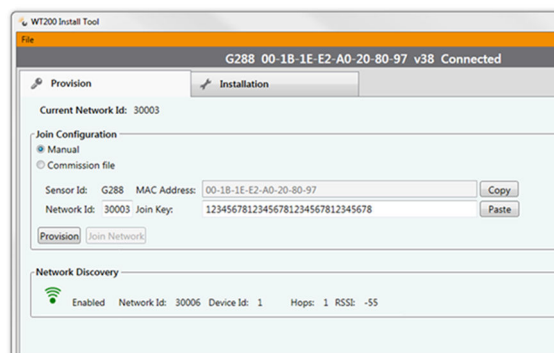 WT200 Install Tool
File
G288 00-1B-1E-E2-A0-20-80-97 v38 Connected
Provision Installation
Current Network Id: 30003
Join Configuration
Manual
Commission file
Sensor Id: G288 MAC Address: 00-1B-1E-E2-A0-20-80-97 Copy
Network Id: 30003 Join Key: 12345678123456781234567812345678 Paste
Provision Join Network
Network Discovery
Enabled Network Id: 30006 Device Id: 1 Hops: 1 RSSI: -55